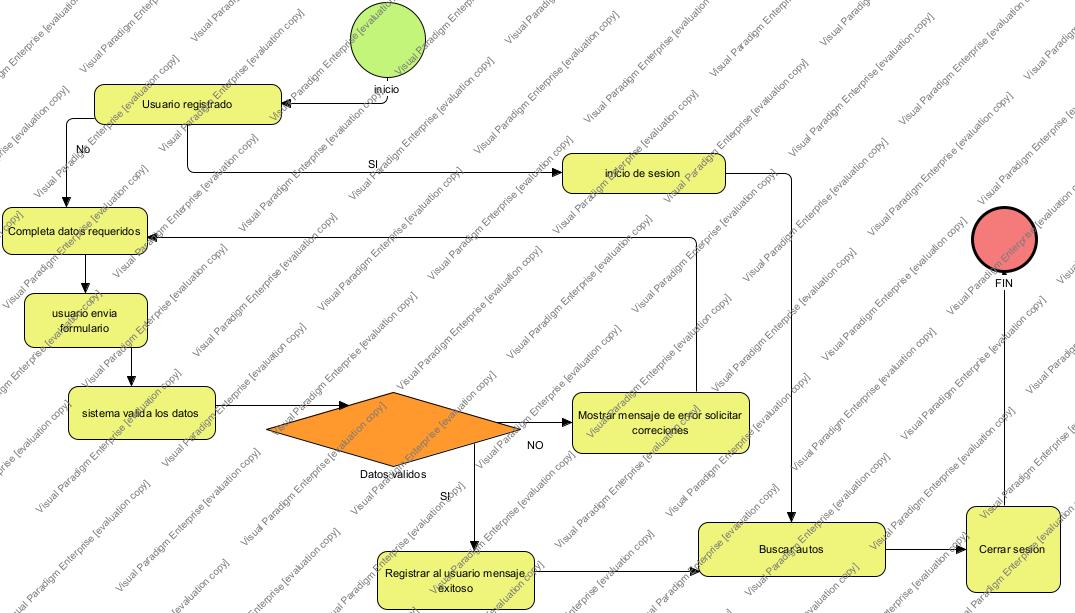 inicio
Usuario registrado
No
SI
inicio de sesion
Completa datos requeridos
FIN
usuario envia
formulario
sistema valida los datos
Mostrar mensaje de error solicitar
correciones
NO
Datos validos
SI
Buscar autos
Cerrar sesion
Registrar al usuario mensaje
exitoso
Visual Paradigm Enterprise [evaluation copy]